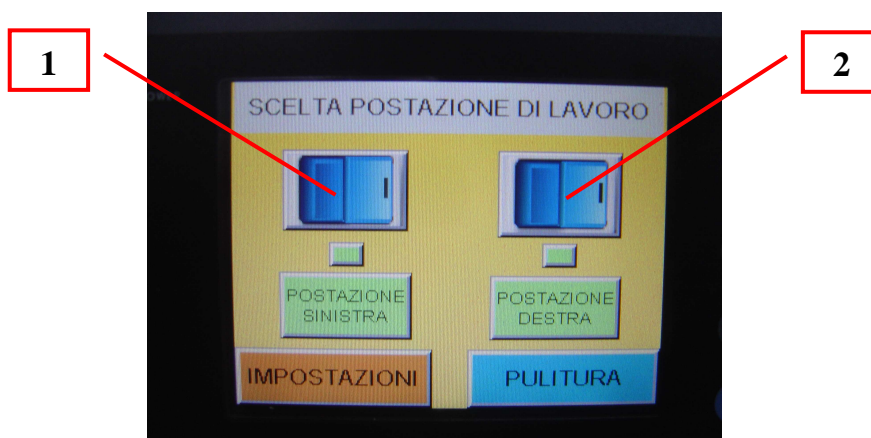 1
2
SCELTA POSTAZIONE DI LAVORO
POSTAZIONE
SINISTRA
POSTAZIONE
DESTRA
IMPOSTAZIONI
PULITURA